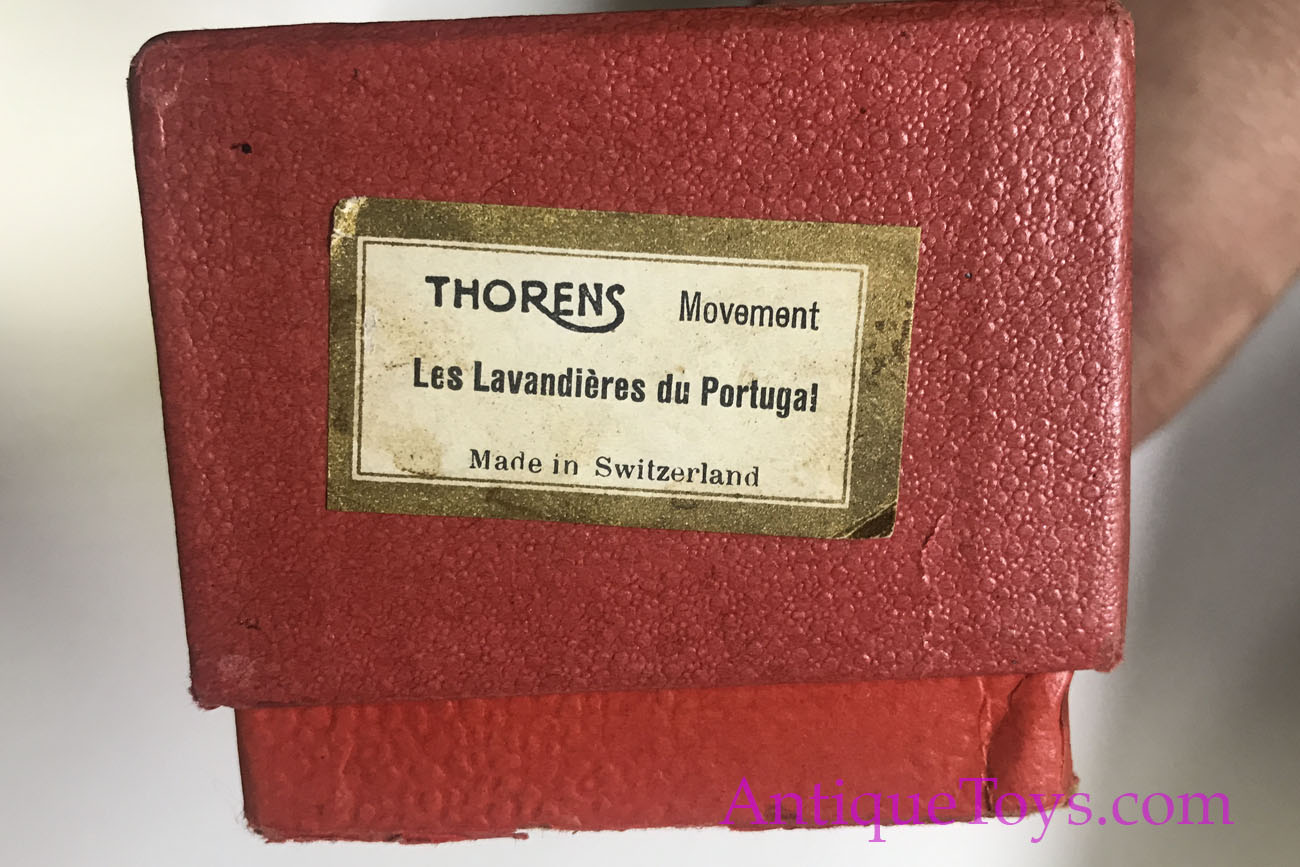 THORENS Movement
Les Lavandières du Portugal
Made in Switzerland
AntiqueToys.com